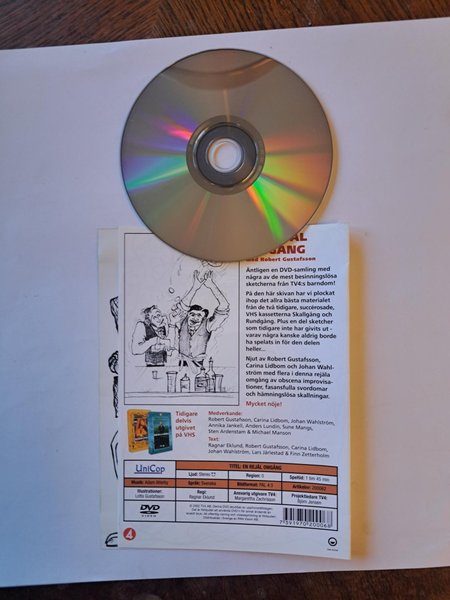 AL
GÅNG
med Robert Gustafsson
Äntligen en DVD-samling med
några av de mest besinningslösa
sketcherna från TV4:s barndom!
På den här skivan har vi plockat
ihop det allra bästa materialet
från de två tidigare, succérosade,
VHS kassetterna Skallgång och
Rundgång. Plus en del sketcher
som tidigare inte har givits ut -
varav några kanske aldrig borde
ha spelats in för den delen
heller...
Njut av Robert Gustafsson,
Carina Lidbom och Johan Wahl-
ström med flera i denna rejäla
omgång av obscena improvisa-
tioner, fasansfulla svordomar
och hämningslösa skallningar.
Mycket nöje!
Tidigare
delvis
utgivet
på VHS
Medverkande:
Robert Gustafsson, Carina Lidbom, Johan Wahlström,
Annika Jankell, Anders Lundin, Sune Mangs,
Sten Ardenstam & Michael Manson
Text:
Ragnar Eklund, Robert Gustafsson, Carina Lidbom,
Johan Wahlström, Lars Järlestad & Finn Zetterholm
UniCop
TITEL: EN REJÄL OMGÅNG
Ljud: Stereo
Region: 0
Speltid: 1 tim 45 min
Musik: Adam Alterby
Språk: Svenska
Bildformat: PAL 4:3
Artikelnr: 200062
Illustrationer:
Lotta Gustafsson
Regi:
Ragnar Eklund
Ansvarig utgivare TV4:
Margaretha Zachrisson
Projektledare TV4:
Björn Jensen
DVD
VIDEO
4